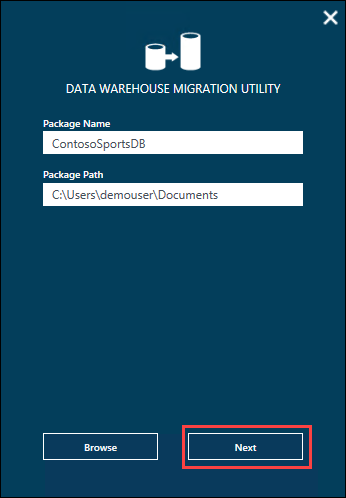 DATA WAREHOUSE MIGRATION UTILITY
Package Name
ContosoSportsDB
Package Path
C:\Users\demouser\Documents
Browse
Next